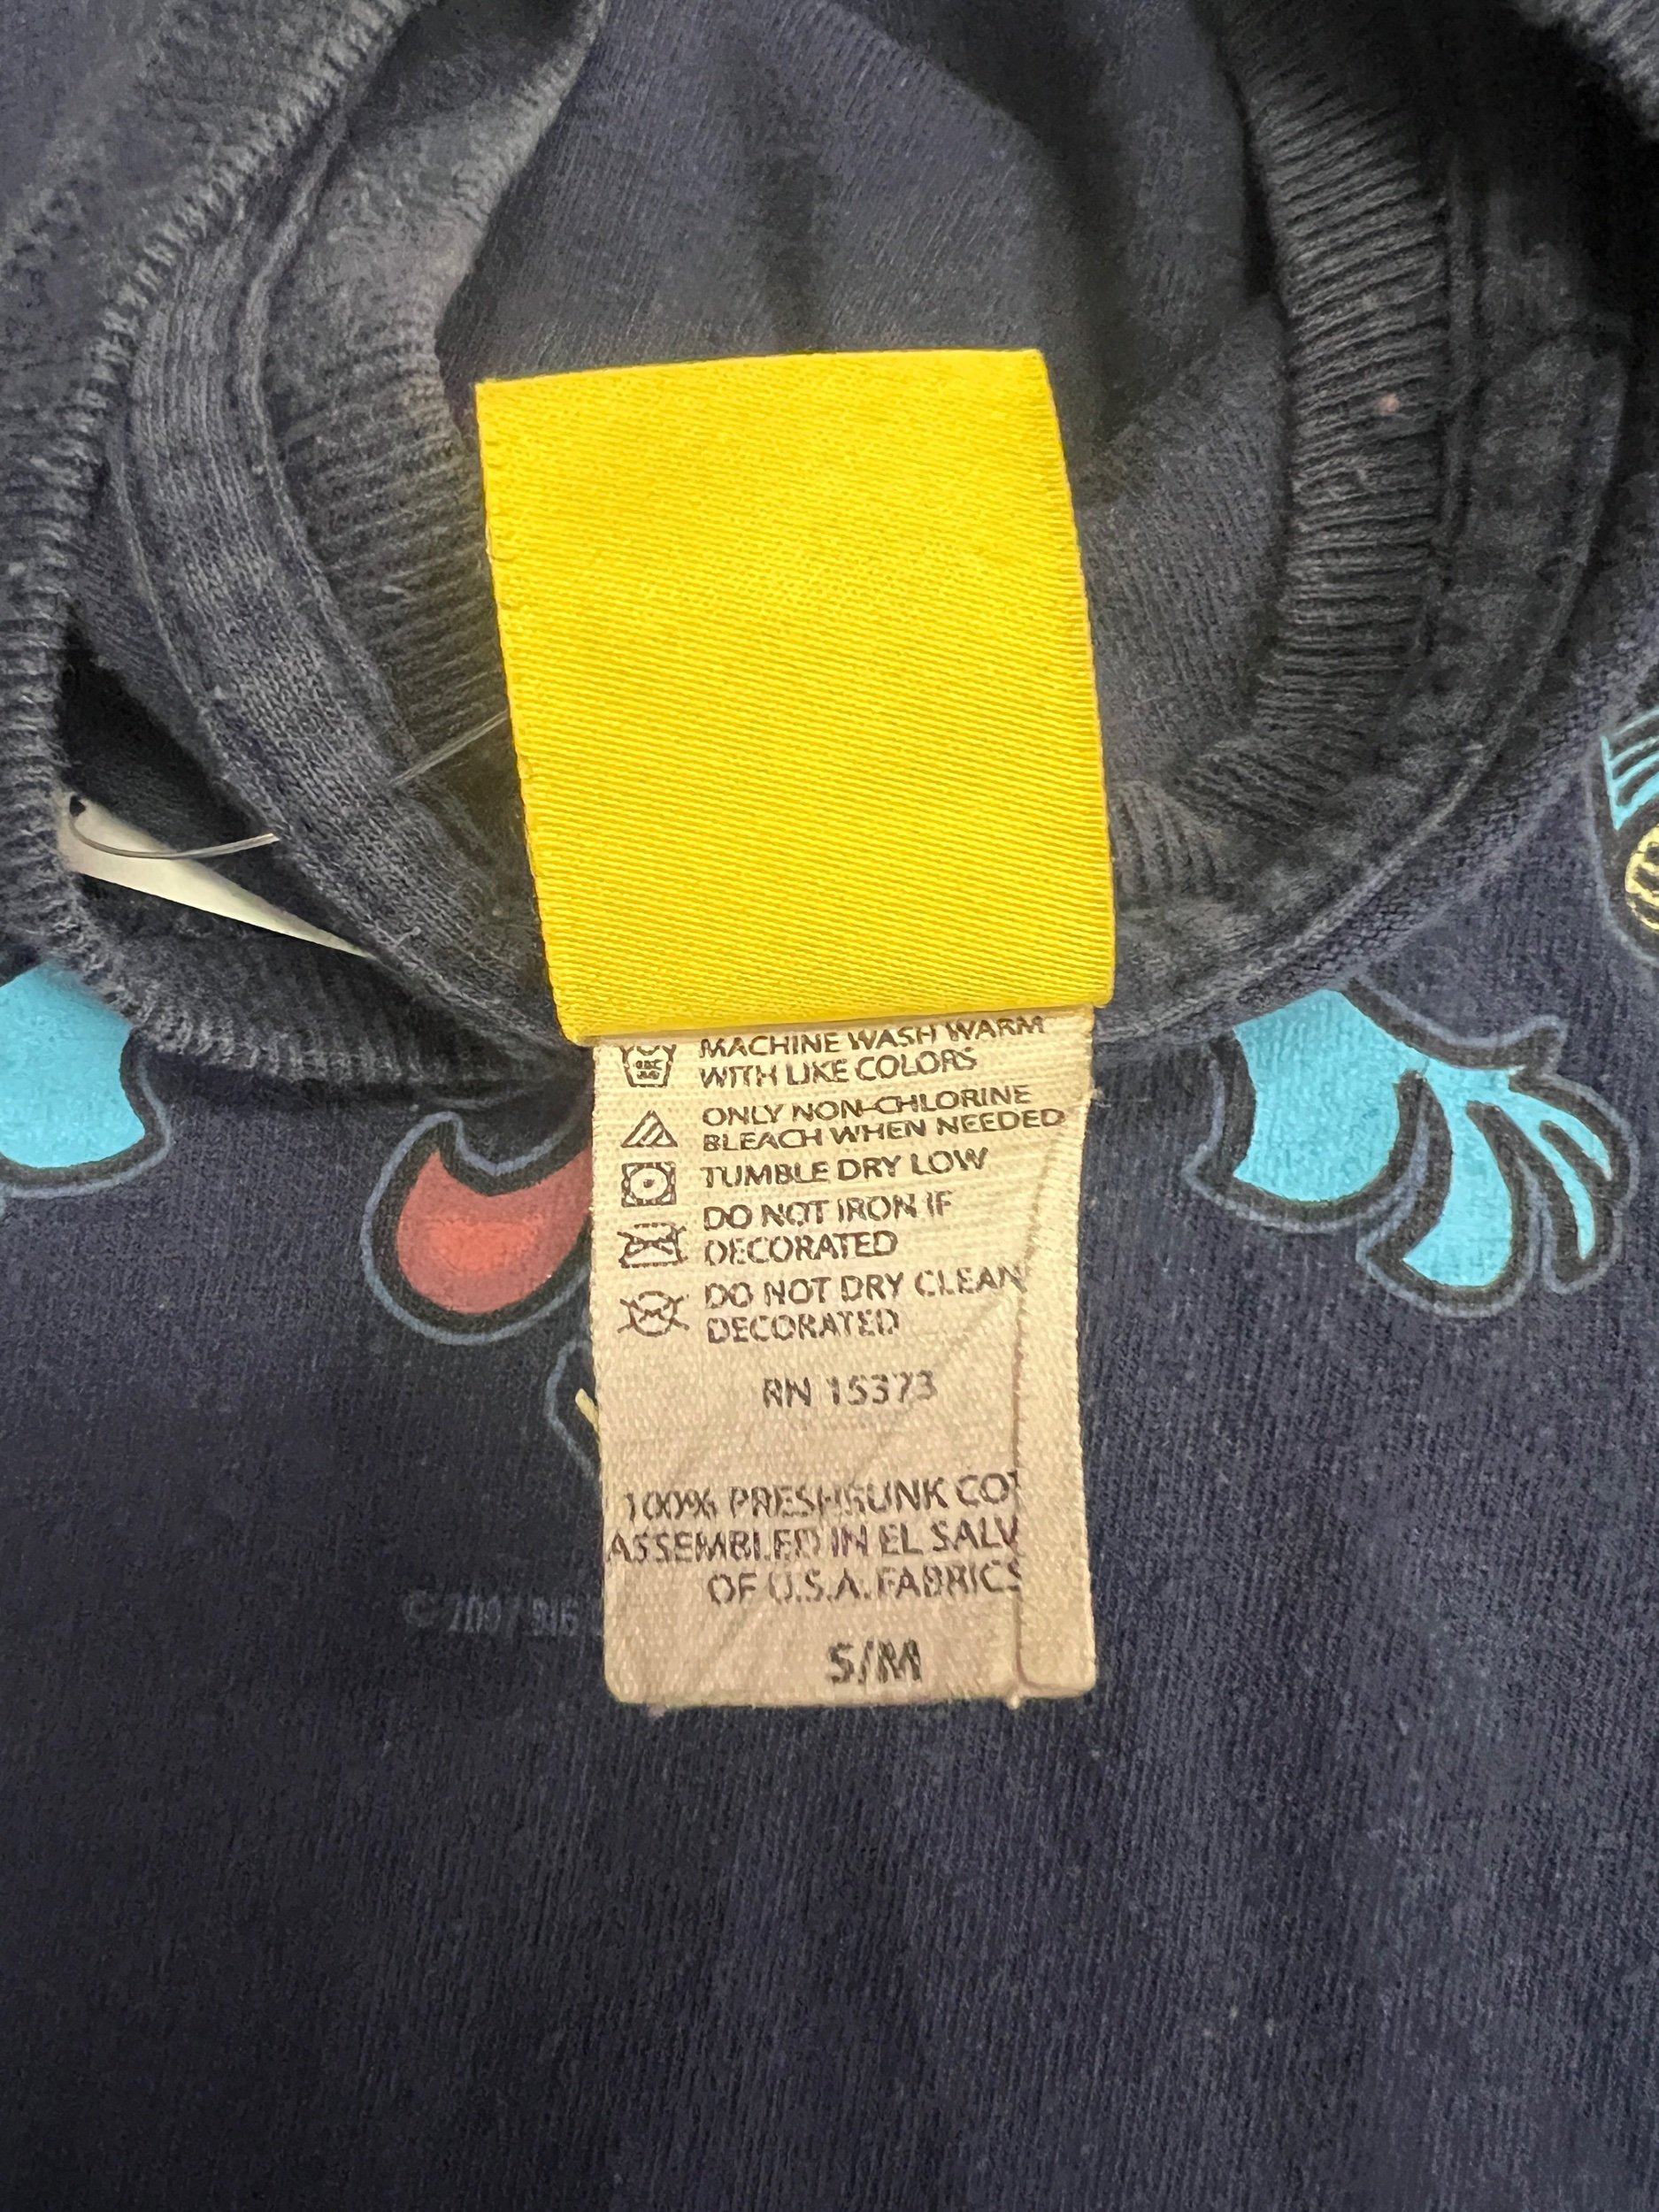 MACHINE WASH WARM
WITH LIKE COLORS
ONLY NON-CHLORINE
BLEACH WHEN NEEDED
TUMBLE DRY LOW
DO NOT IRON IF
DECORATED
DO NOT DRY CLEAN
DECORATED
RN 15373
100% PRESHRUNK CO
ASSEMBLED IN EL SALV
OF U.S.A. FABRICS
© 2007
S/M